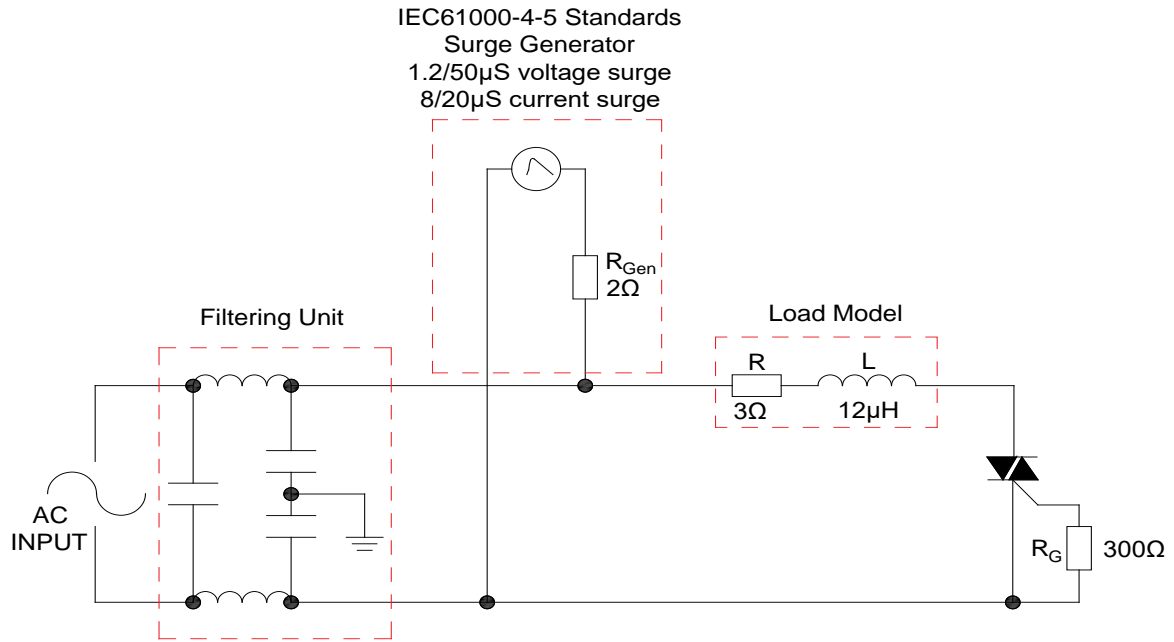 IEC61000-4-5 Standards
Surge Generator
1.2/50µS voltage surge
8/20µS current surge
RGen
2Ω
Filtering Unit
Load Model
R
L
3Ω
12µH
AC
INPUT
RG
300Ω